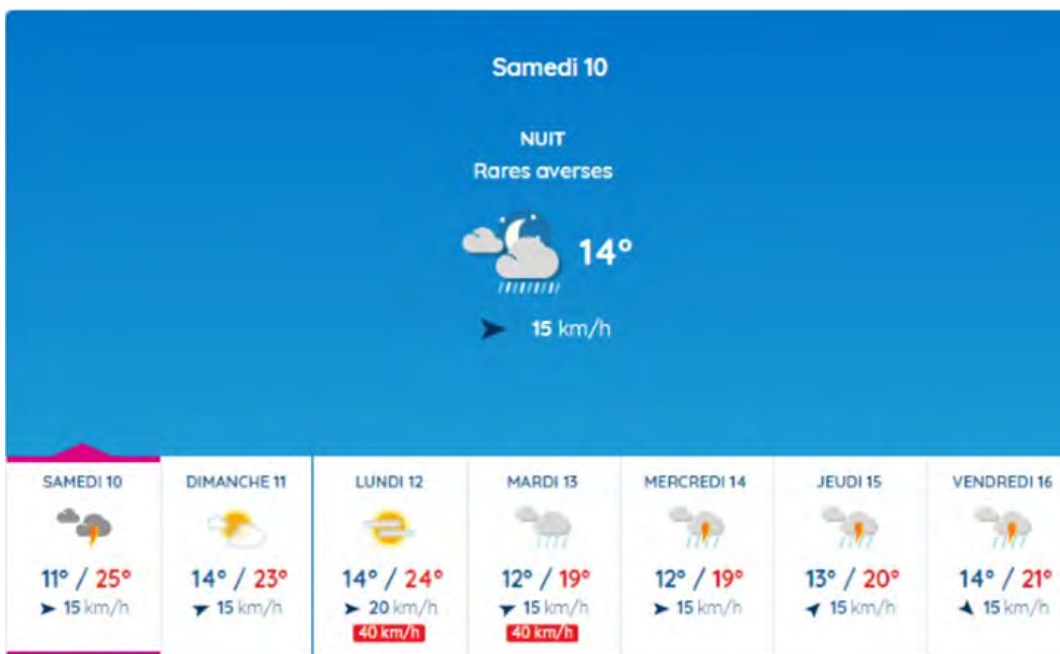 Samedi 10
NUIT
Rares averses
14°
15 km/h
SAMEDI 10
11° / 25°
15 km/h
DIMANCHE 11
14° / 23°
15 km/h
LUNDI 12
14° / 24°
20 km/h
40 km/h
MARDI 13
12° / 19°
15 km/h
40 km/h
MERCREDI 14
12° / 19°
15 km/h
JEUDI 15
13° / 20°
15 km/h
VENDREDI 16
14° / 21°
15 km/h